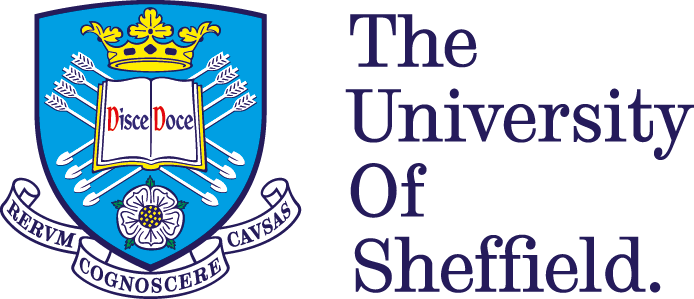 Disce Doce
RERVM COGNOSCERE CAVSAS
The
University
Of
Sheffield.